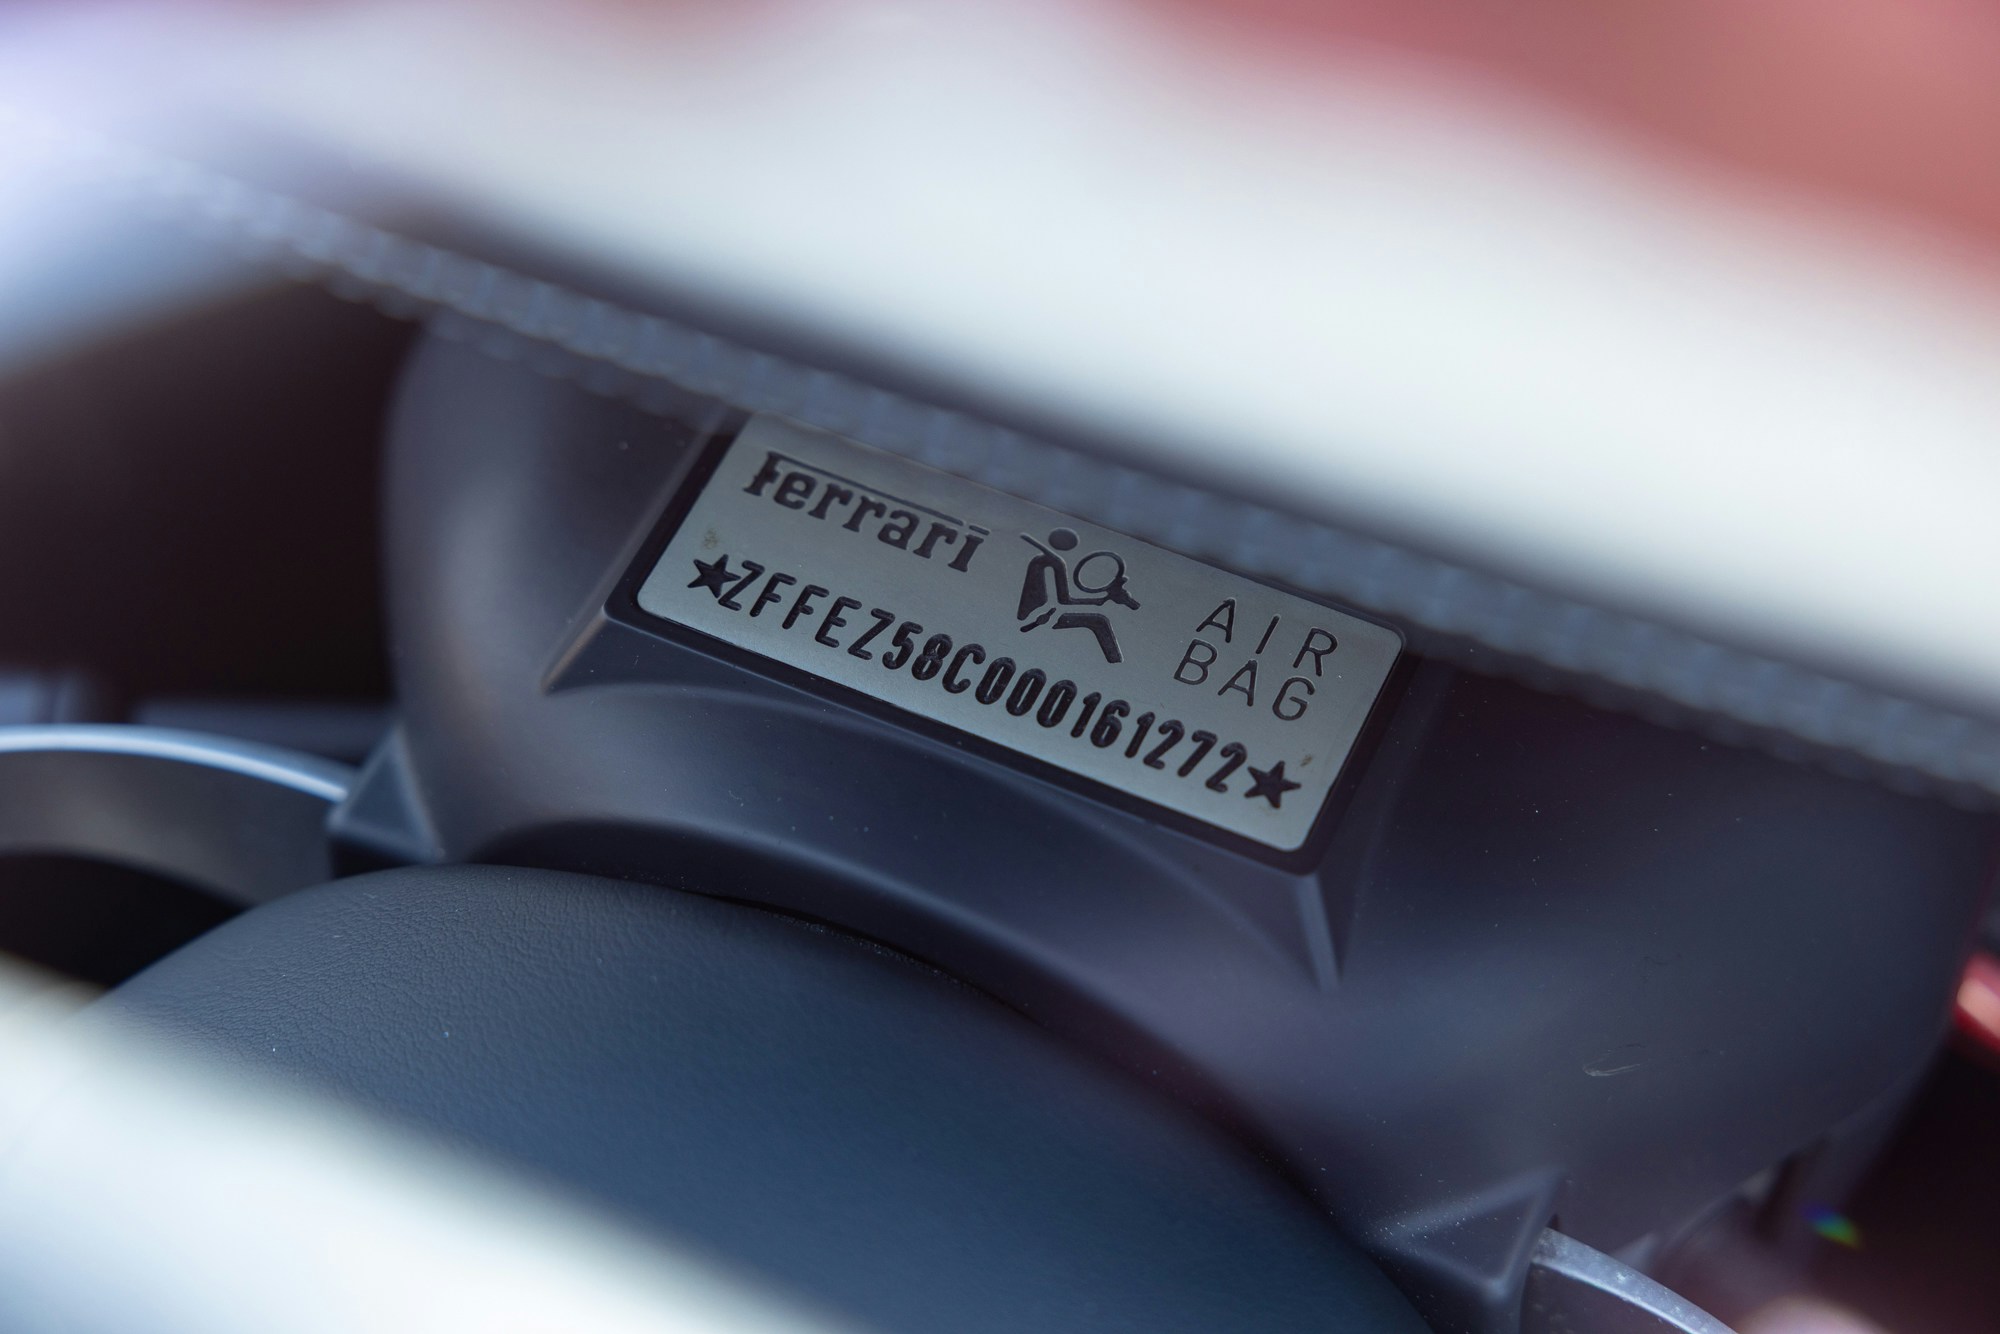 Ferrari
AIR
BAG
★ZFFEZ58C000161272★